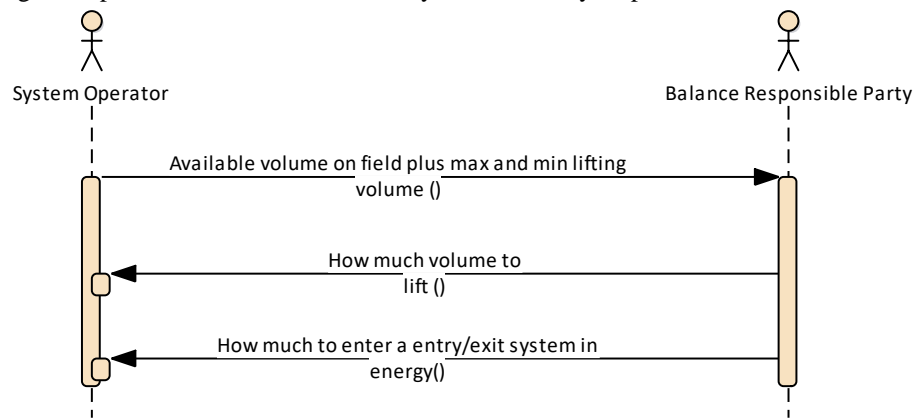 System Operator
Balance Responsible Party
Available volume on field plus max and min lifting
volume ()
How much volume to
lift ()
How much to enter a entry/exit system in
energy()